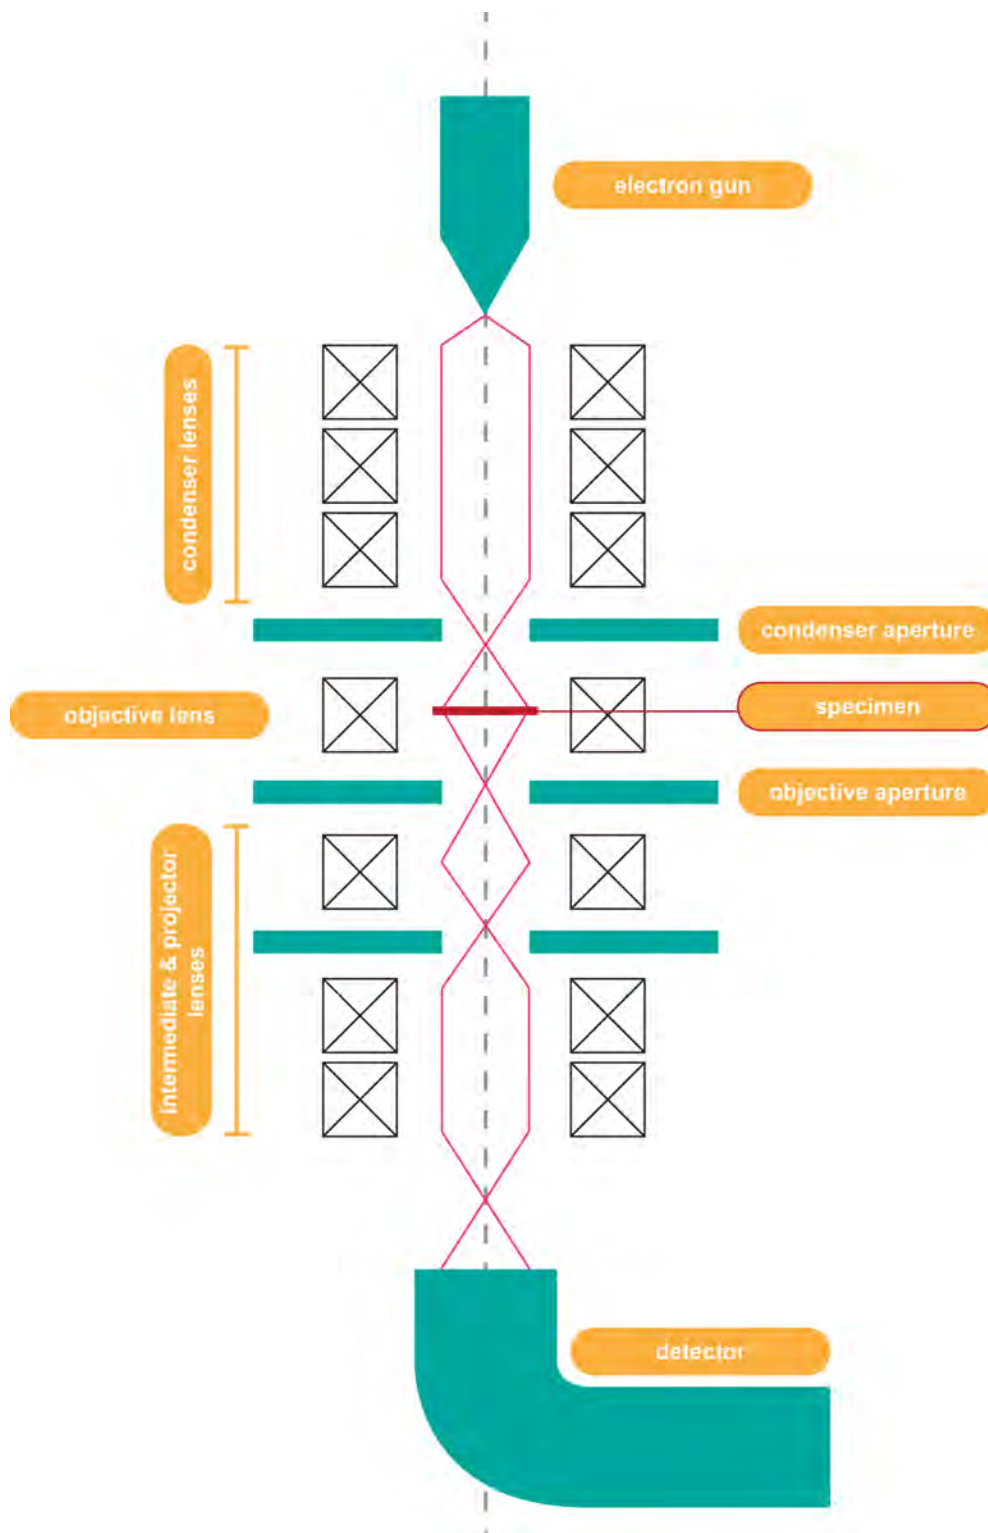 electron gun
condenser lenses
condenser aperture
objective lens
specimen
objective aperture
intermediate & projector
lenses
detector